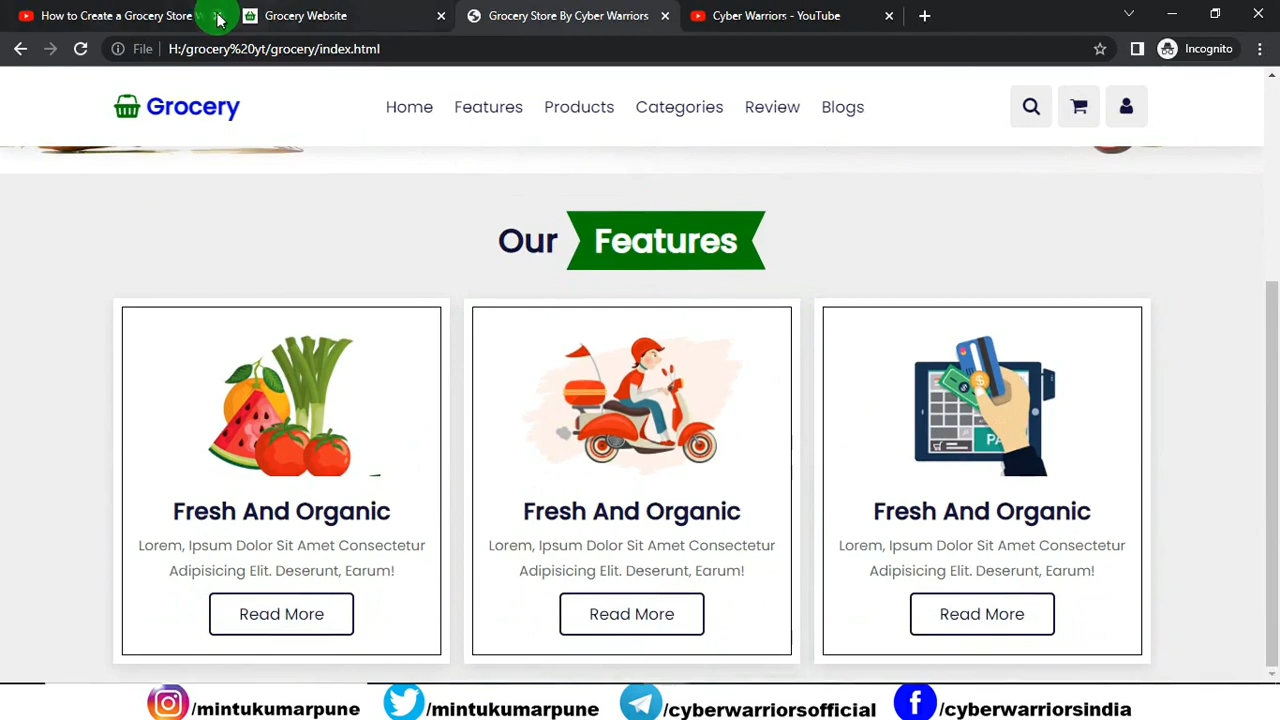 How to Create a Grocery Store
Grocery Website
Grocery Store By Cyber Warriors
Cyber Warriors - YouTube
File
H:/grocery%20yt/grocery/index.html
Incognito
Grocery
Home
Features
Products
Categories
Review
Blogs
Our Features
Fresh And Organic
Lorem, Ipsum Dolor Sit Amet Consectetur
Adipisicing Elit. Deserunt, Earum!
Read More
Fresh And Organic
Lorem, Ipsum Dolor Sit Amet Consectetur
Adipisicing Elit. Deserunt, Earum!
Read More
PA
Fresh And Organic
Lorem, Ipsum Dolor Sit Amet Consectetur
Adipisicing Elit. Deserunt, Earum!
Read More
/mintukumarpune
/mintukumarpune
/cyberwarriorsofficial
/cyberwarriorsindia